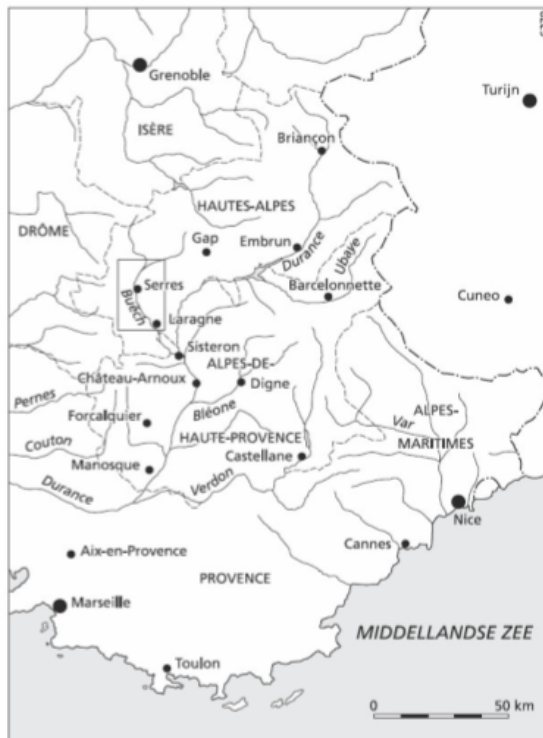 6279
Grenoble
Turijn
ISÈRE
Briançon
HAUTES-ALPES
DRÔME
Gap
Embrun
Durance
Ubaye
Serres
Barcelonnette
Cuneo
Buëch
Laragne
Sisteron
ALPES-DE-
Château-Arnoux
Digne
Pernes
Bléone
ALPES-
Forcalquier
Var
HAUTE-PROVENCE
MARITIMES
Couton
Castellane
Manosque
Verdon
Durance
Nice
Cannes
Aix-en-Provence
PROVENCE
Marseille
MIDDELLANDSE ZEE
Toulon
0 50 km